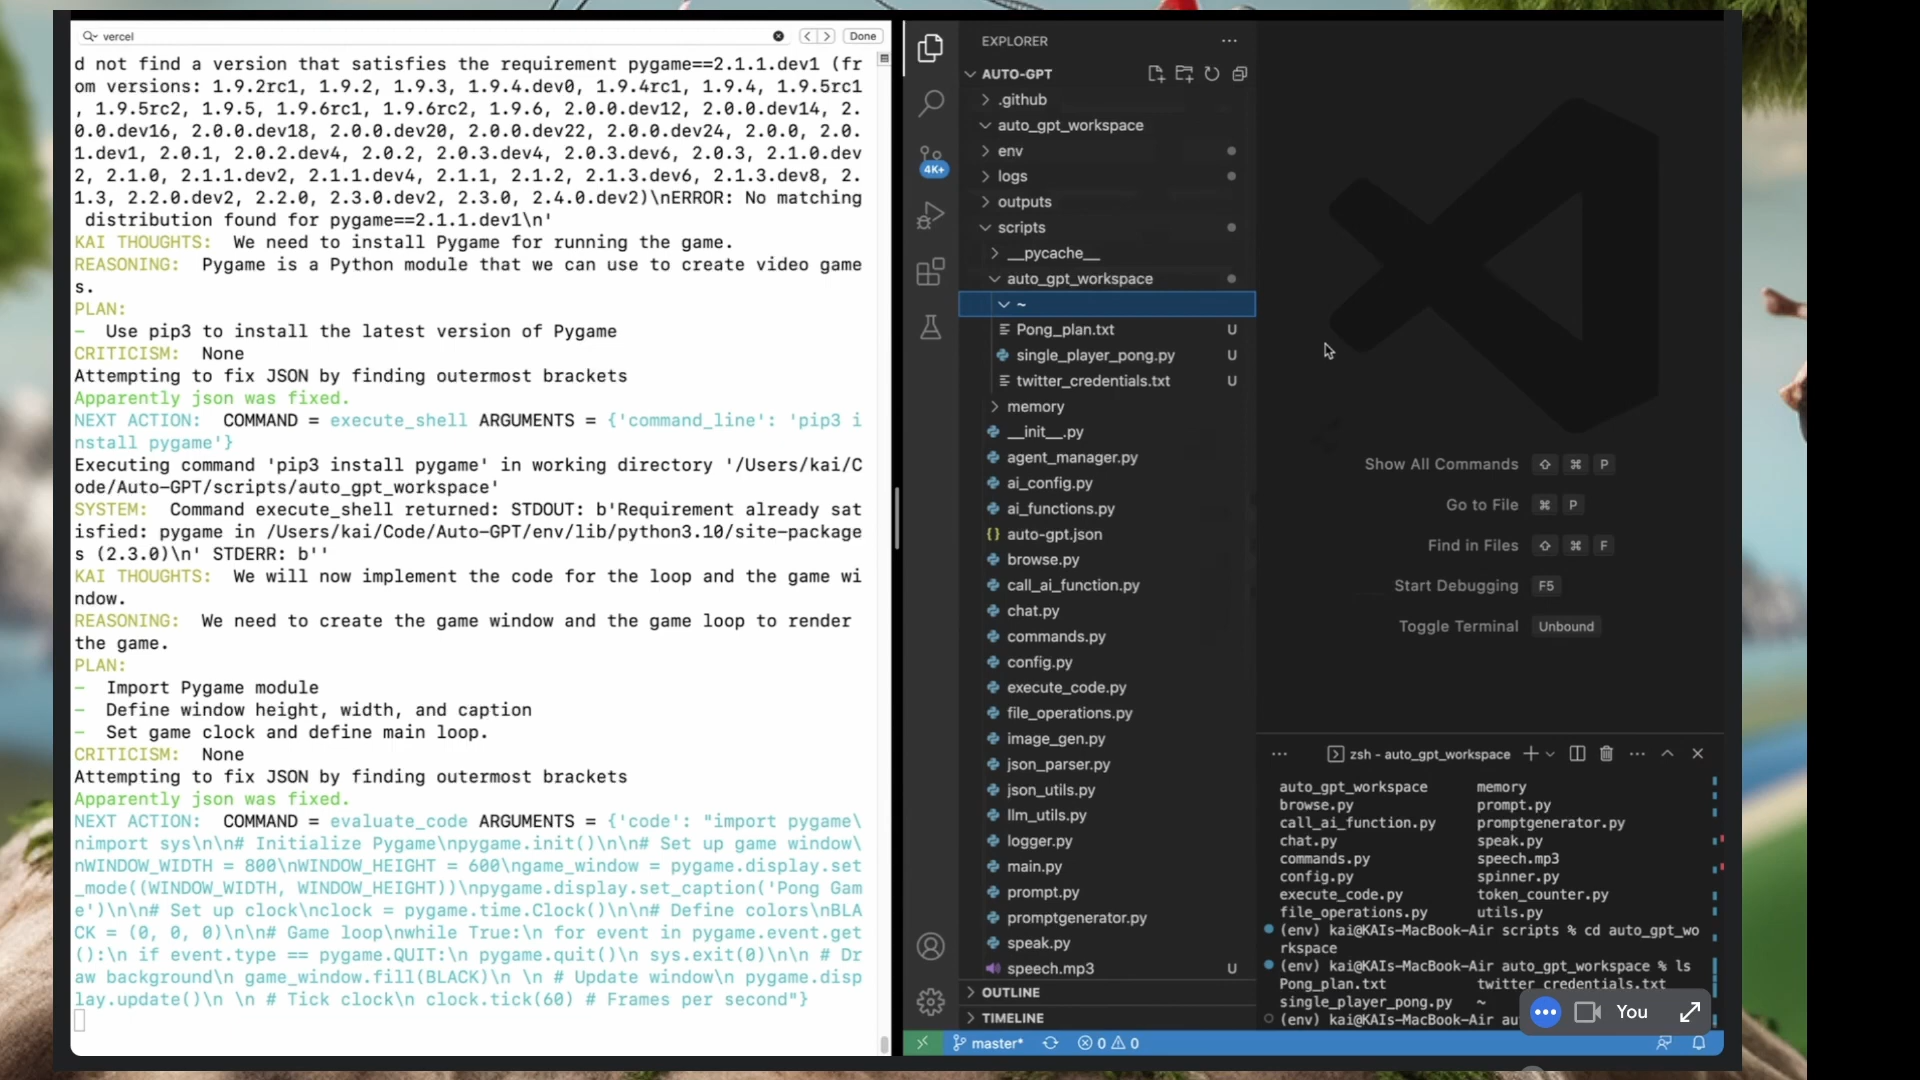 vercel
Done
d not find a version that satisfies the requirement pygame==2.1.1.dev1 (fr
om versions: 1.9.2rc1, 1.9.2, 1.9.3, 1.9.4.dev0, 1.9.4rc1, 1.9.4, 1.9.5rc1
, 1.9.5rc2, 1.9.5, 1.9.6rc1, 1.9.6rc2, 1.9.6, 2.0.0.dev12, 2.0.0.dev14, 2.
0.0.dev16, 2.0.0.dev18, 2.0.0.dev20, 2.0.0.dev22, 2.0.0.dev24, 2.0.0, 2.0.
1.dev1, 2.0.1, 2.0.2.dev4, 2.0.2, 2.0.3.dev4, 2.0.3.dev6, 2.0.3, 2.1.0.dev
2, 2.1.0, 2.1.1.dev2, 2.1.1.dev4, 2.1.1, 2.1.2, 2.1.3.dev6, 2.1.3.dev8, 2.
1.3, 2.2.0.dev2, 2.2.0, 2.3.0.dev2, 2.3.0, 2.4.0.dev2)\nERROR: No matching
distribution found for pygame==2.1.1.dev1\n'
KAI THOUGHTS: We need to install Pygame for running the game.
REASONING: Pygame is a Python module that we can use to create video game
s.
PLAN:
- Use pip3 to install the latest version of Pygame
CRITICISM: None
Attempting to fix JSON by finding outermost brackets
Apparently json was fixed.
NEXT ACTION: COMMAND = execute_shell ARGUMENTS = {'command_line': 'pip3 i
nstall pygame'}
Executing command 'pip3 install pygame' in working directory '/Users/kai/C
ode/Auto-GPT/scripts/auto_gpt_workspace'
SYSTEM: Command execute_shell returned: STDOUT: b'Requirement already sat
isfied: pygame in /Users/kai/Code/Auto-GPT/env/lib/python3.10/site-package
s (2.3.0)\n' STDERR: b''
KAI THOUGHTS: We will now implement the code for the loop and the game wi
ndow.
REASONING: We need to create the game window and the game loop to render
the game.
PLAN:
- Import Pygame module
- Define window height, width, and caption
- Set game clock and define main loop.
CRITICISM: None
Attempting to fix JSON by finding outermost brackets
Apparently json was fixed.
NEXT ACTION: COMMAND = evaluate_code ARGUMENTS = {'code': "import pygame\
nimport sys\n\n# Initialize Pygame\npygame.init()\n\n# Set up game window\
nWINDOW_WIDTH = 800\nWINDOW_HEIGHT = 600\ngame_window = pygame.display.set
_mode((WINDOW_WIDTH, WINDOW_HEIGHT))\npygame.display.set_caption('Pong Gam
e')\n\n# Set up clock\nclock = pygame.time.Clock()\n\n# Define colors\nBLA
CK = (0, 0, 0)\n\n# Game loop\nwhile True:\n for event in pygame.event.get
():\n if event.type == pygame.QUIT:\n pygame.quit()\n sys.exit(0)\n\n # Dr
aw background\n game_window.fill(BLACK)\n \n # Update window\n pygame.disp
lay.update()\n \n # Tick clock\n clock.tick(60) # Frames per second"}
EXPLORER
AUTO-GPT
.github
auto_gpt_workspace
env
logs
outputs
scripts
__pycache__
auto_gpt_workspace
~
Pong_plan.txt U
single_player_pong.py U
twitter_credentials.txt U
memory
__init__.py
agent_manager.py
ai_config.py
ai_functions.py
{} auto-gpt.json
browse.py
call_ai_function.py
chat.py
commands.py
config.py
execute_code.py
file_operations.py
image_gen.py
json_parser.py
json_utils.py
llm_utils.py
logger.py
main.py
prompt.py
promptgenerator.py
speak.py
speech.mp3 U
OUTLINE
TIMELINE
4K+
Show All Commands ⇧ ⌘ P
Go to File ⌘ P
Find in Files ⇧ ⌘ F
Start Debugging F5
Toggle Terminal Unbound
zsh - auto_gpt_workspace
auto_gpt_workspace memory
browse.py prompt.py
call_ai_function.py promptgenerator.py
chat.py speak.py
commands.py speech.mp3
config.py spinner.py
execute_code.py token_counter.py
file_operations.py utils.py
(env) kai@KAIs-MacBook-Air scripts % cd auto_gpt_wo
rkspace
(env) kai@KAIs-MacBook-Air auto_gpt_workspace % ls
Pong_plan.txt twitter_credentials.txt
single_player_pong.py ~
(env) kai@KAIs-MacBook-Air au
You
master* 0 0